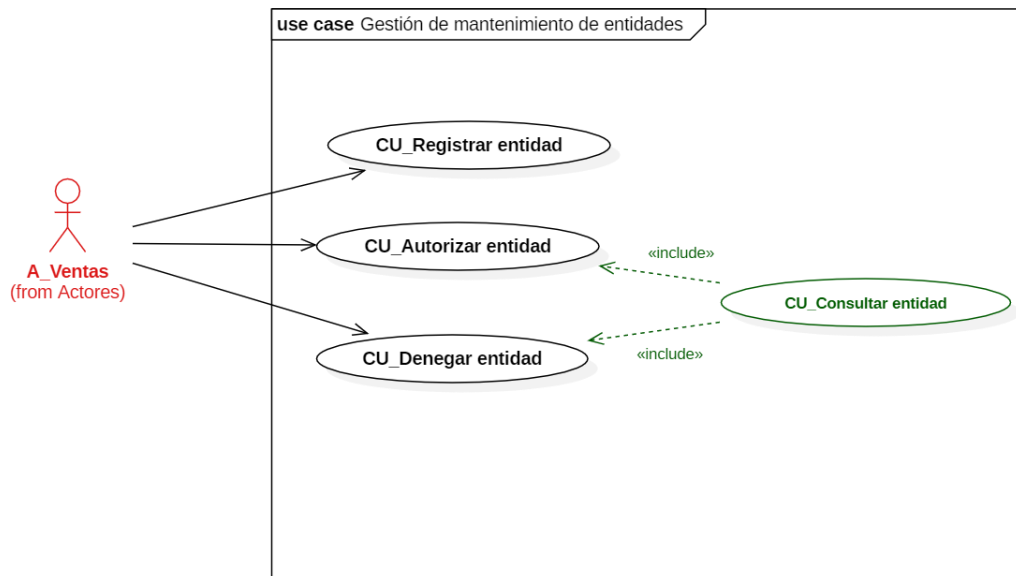 use case Gestión de mantenimiento de entidades
CU_Registrar entidad
A_Ventas
(from Actores)
CU_Autorizar entidad
«include»
CU_Consultar entidad
CU_Denegar entidad
«include»